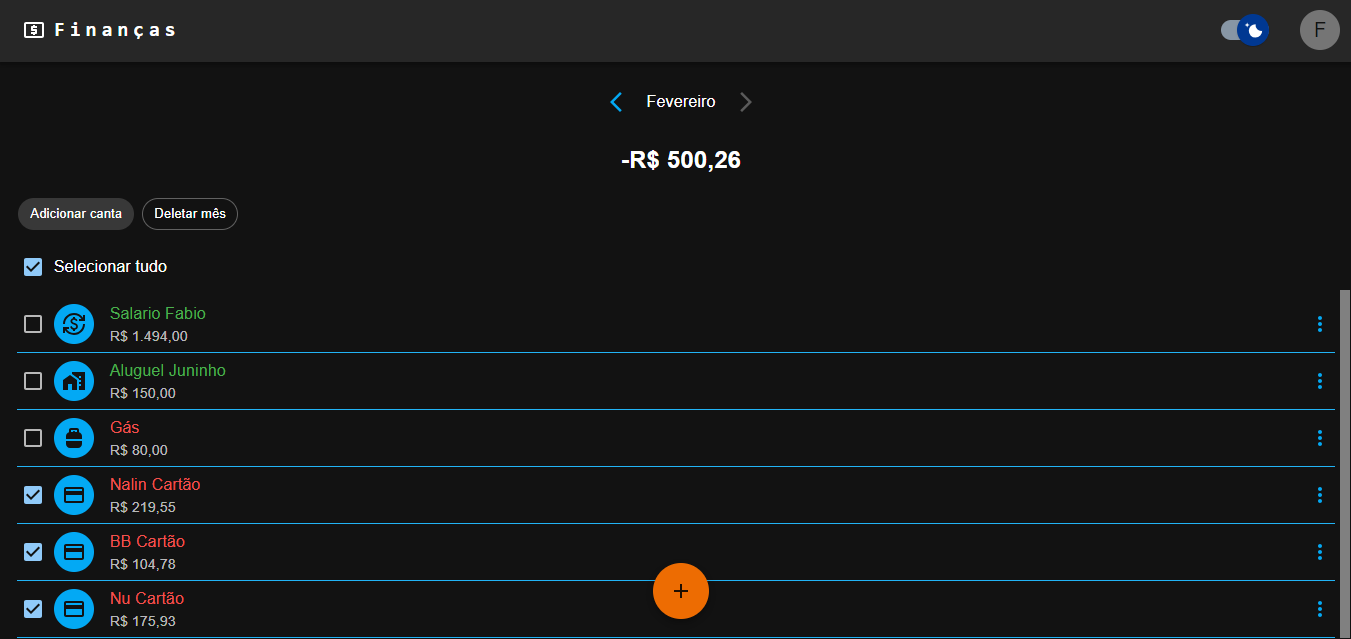 Finanças
F
Fevereiro
-R$ 500,26
Adicionar canta
Deletar mês
Selecionar tudo
Salario Fabio
R$ 1.494,00
Aluguel Juninho
R$ 150,00
Gás
R$ 80,00
Nalin Cartão
R$ 219,55
BB Cartão
R$ 104,78
Nu Cartão
R$ 175,93